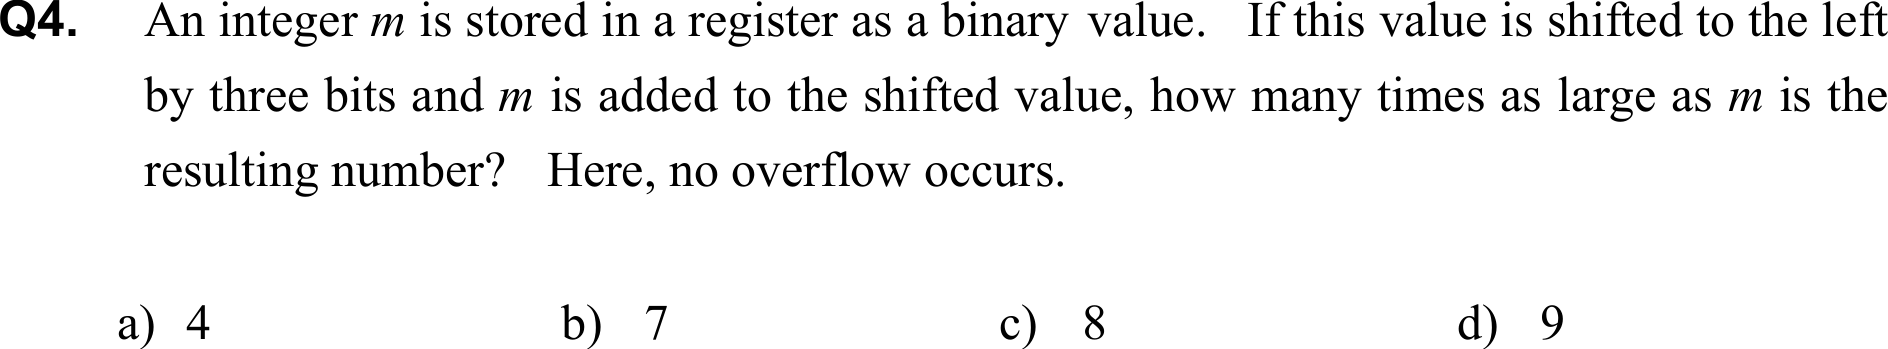 Q4. An integer m is stored in a register as a binary value. If this value is shifted to the left
by three bits and m is added to the shifted value, how many times as large as m is the
resulting number? Here, no overflow occurs.
a) 4 b) 7 c) 8 d) 9